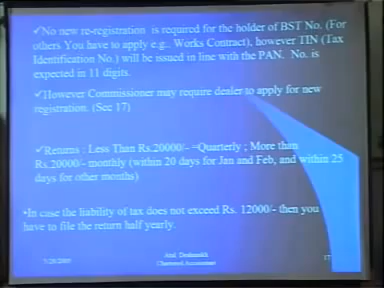 ✓No new re-registration is required for the holder of BST No. (For
others You have to apply e.g., Works Contract), however TIN (Tax
Identification No.) will be issued in line with the PAN. No. is
expected in 11 digits.
✓However Commissioner may require dealer to apply for new
registration. (Sec 17)
✓Returns : Less Than Rs.20000/- =Quarterly ; More than
Rs.20000/- monthly (within 20 days for Jan and Feb, and within 25
days for other months)
•In case the liability of tax does not exceed Rs. 12000/- then you
have to file the return half yearly.
Chartered Accountant
17